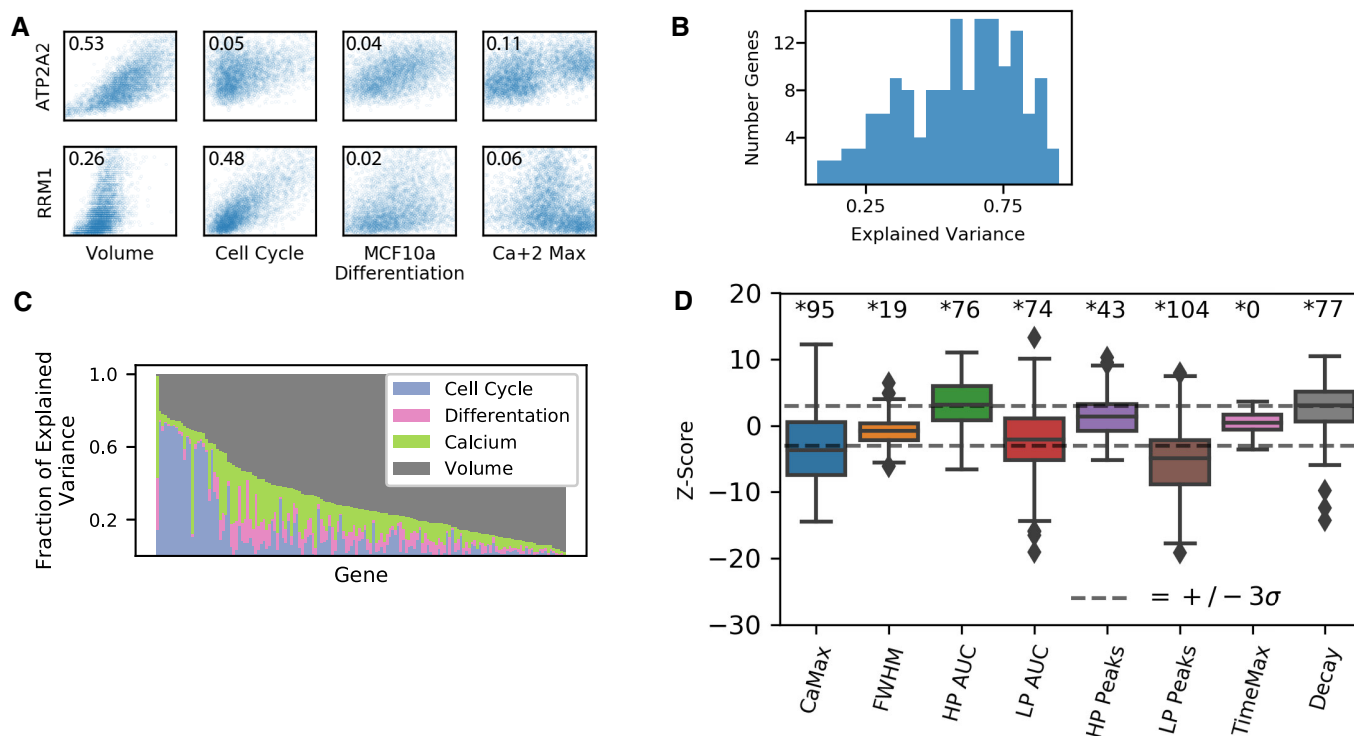 A
ATP2A2
0.53
0.05
0.04
0.11
RRM1
0.26
0.48
0.02
0.06
Volume
Cell Cycle
MCF10a
Differentiation
Ca+2 Max
B
Number Genes
12
8
4
0.25
0.75
Explained Variance
C
Fraction of Explained
Variance
1.0
0.6
0.2
Cell Cycle
Differentation
Calcium
Volume
Gene
D
Z-Score
20
10
0
−10
−20
−30
*95
*19
*76
*74
*43
*104
*0
*77
= + / − 3σ
CaMax
FWHM
HP AUC
LP AUC
HP Peaks
LP Peaks
TimeMax
Decay